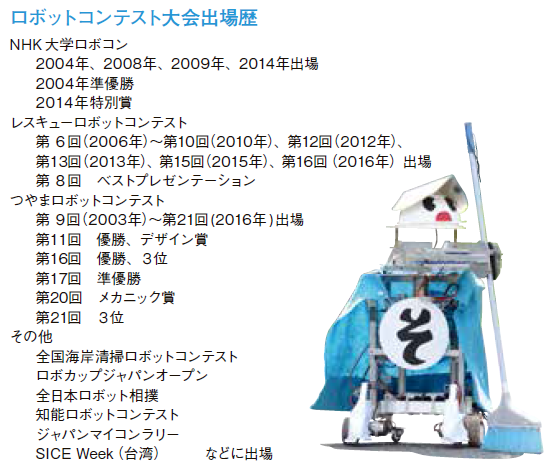 ロボットコンテスト大会出場歴
NHK大学ロボコン
2004年、2008年、2009年、2014年出場
2004年準優勝
2014年特別賞
レスキューロボットコンテスト
第 6回(2006年)～第10回(2010年)、第12回(2012年)、
第13回(2013年)、第15回(2015年)、第16回(2016年) 出場
第 8回　ベストプレゼンテーション
つやまロボットコンテスト
第 9回(2003年)～第21回(2016年)出場
第11回　優勝、デザイン賞
第16回　優勝、3位
第17回　準優勝
第20回　メカニック賞
第21回　3位
その他
全国海岸清掃ロボットコンテスト
ロボカップジャパンオープン
全日本ロボット相撲
知能ロボットコンテスト
ジャパンマイコンラリー
SICE Week（台湾）　　などに出場
そ